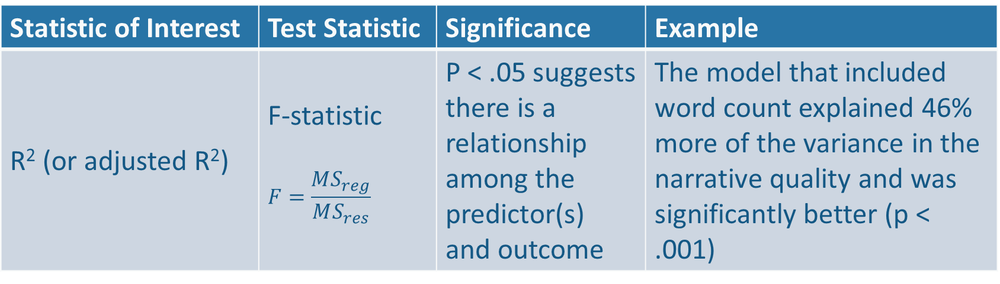 Statistic of Interest
Test Statistic
Significance
Example
R² (or adjusted R²)
F-statistic
F = MS_reg / MS_res
P < .05 suggests
there is a
relationship
among the
predictor(s)
and outcome
The model that included
word count explained 46%
more of the variance in the
narrative quality and was
significantly better (p <
.001)